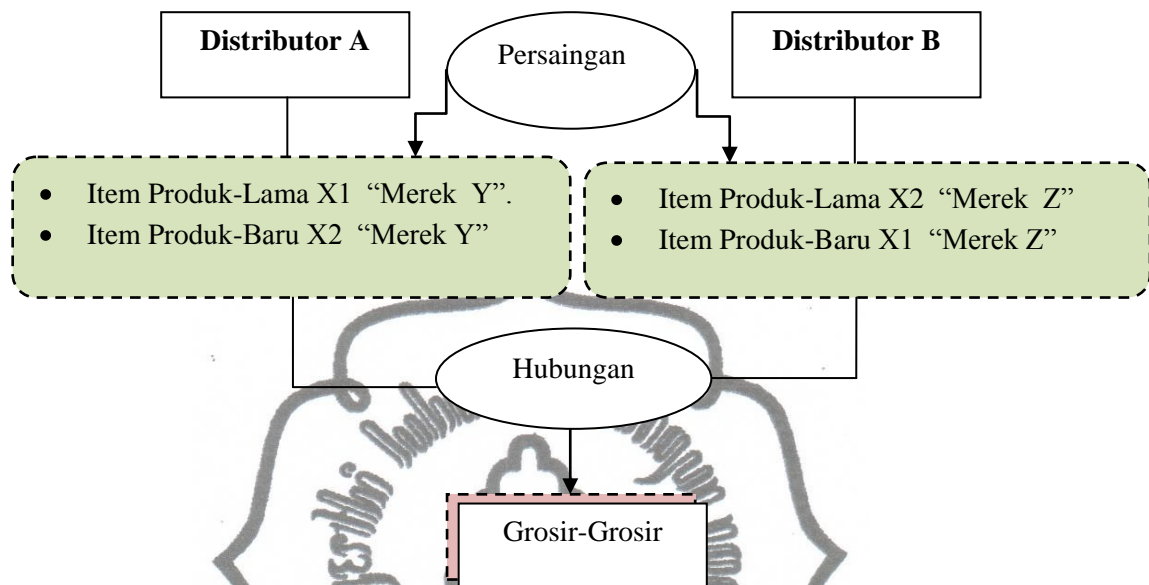 Distributor A
Persaingan
Distributor B
• Item Produk-Lama X1 “Merek Y”.
• Item Produk-Baru X2 “Merek Y”
• Item Produk-Lama X2 “Merek Z”
• Item Produk-Baru X1 “Merek Z”
Hubungan
Grosir-Grosir